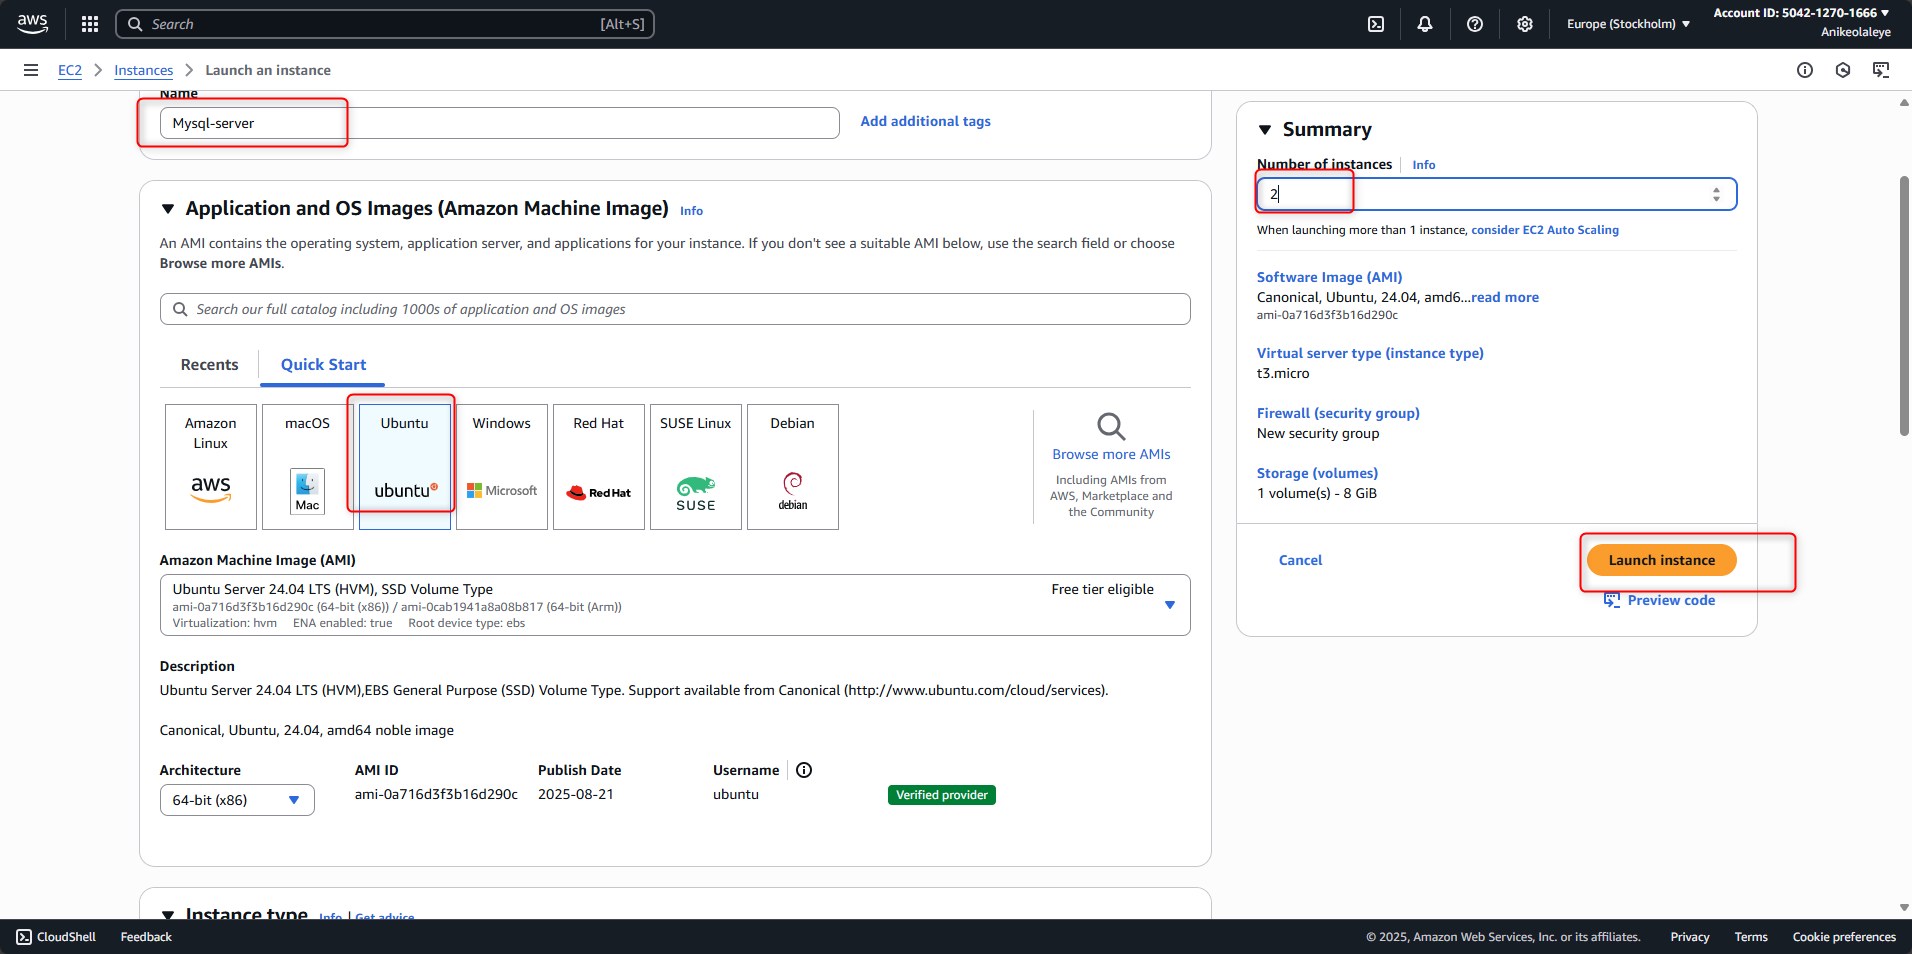 aws
Search [Alt+S]
Europe (Stockholm)
Account ID: 5042-1270-1666
Anikeolaleye
EC2 > Instances > Launch an instance
Name
Mysql-server
Add additional tags
Application and OS Images (Amazon Machine Image) Info
An AMI contains the operating system, application server, and applications for your instance. If you don't see a suitable AMI below, use the search field or choose
Browse more AMIs.
Search our full catalog including 1000s of application and OS images
Recents
Quick Start
Amazon
Linux
aws
macOS
Mac
Ubuntu
ubuntu
Windows
Microsoft
Red Hat
Red Hat
SUSE Linux
SUSE
Debian
debian
Browse more AMIs
Including AMIs from
AWS, Marketplace and
the Community
Amazon Machine Image (AMI)
Ubuntu Server 24.04 LTS (HVM), SSD Volume Type
Free tier eligible
ami-0a716d3f3b16d290c (64-bit (x86)) / ami-0cab1941a8a08b817 (64-bit (Arm))
Virtualization: hvm ENA enabled: true Root device type: ebs
Description
Ubuntu Server 24.04 LTS (HVM),EBS General Purpose (SSD) Volume Type. Support available from Canonical (http://www.ubuntu.com/cloud/services).
Canonical, Ubuntu, 24.04, amd64 noble image
Architecture
64-bit (x86)
AMI ID
ami-0a716d3f3b16d290c
Publish Date
2025-08-21
Username
ubuntu
Verified provider
Instance type Info | Get advice
Summary
Number of instances Info
2
When launching more than 1 instance, consider EC2 Auto Scaling
Software Image (AMI)
Canonical, Ubuntu, 24.04, amd6...read more
ami-0a716d3f3b16d290c
Virtual server type (instance type)
t3.micro
Firewall (security group)
New security group
Storage (volumes)
1 volume(s) - 8 GiB
Cancel
Launch instance
Preview code
CloudShell Feedback
© 2025, Amazon Web Services, Inc. or its affiliates. Privacy Terms Cookie preferences